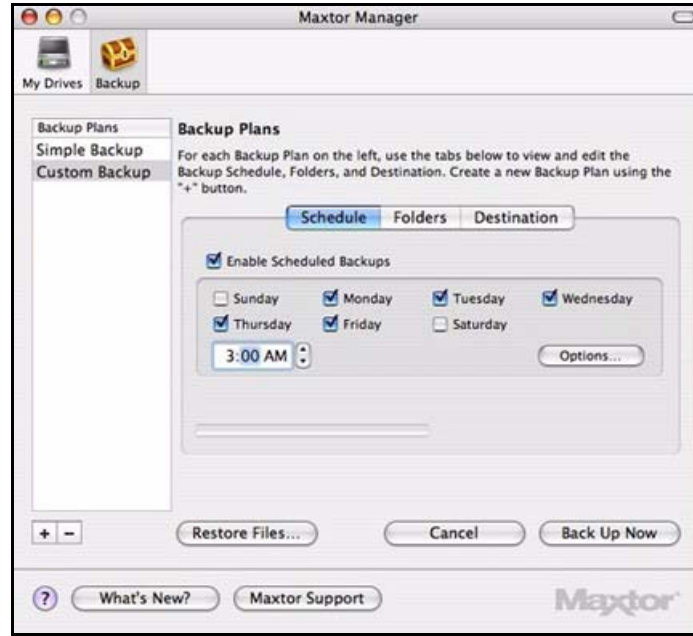 Maxtor Manager
My Drives Backup
Backup Plans
Simple Backup
Custom Backup
Backup Plans
For each Backup Plan on the left, use the tabs below to view and edit the
Backup Schedule, Folders, and Destination. Create a new Backup Plan using the
"+" button.
Schedule Folders Destination
Enable Scheduled Backups
Sunday Monday Tuesday Wednesday
Thursday Friday Saturday
3:00 AM Options...
+ -
Restore Files... Cancel Back Up Now
? What's New? Maxtor Support Maxtor